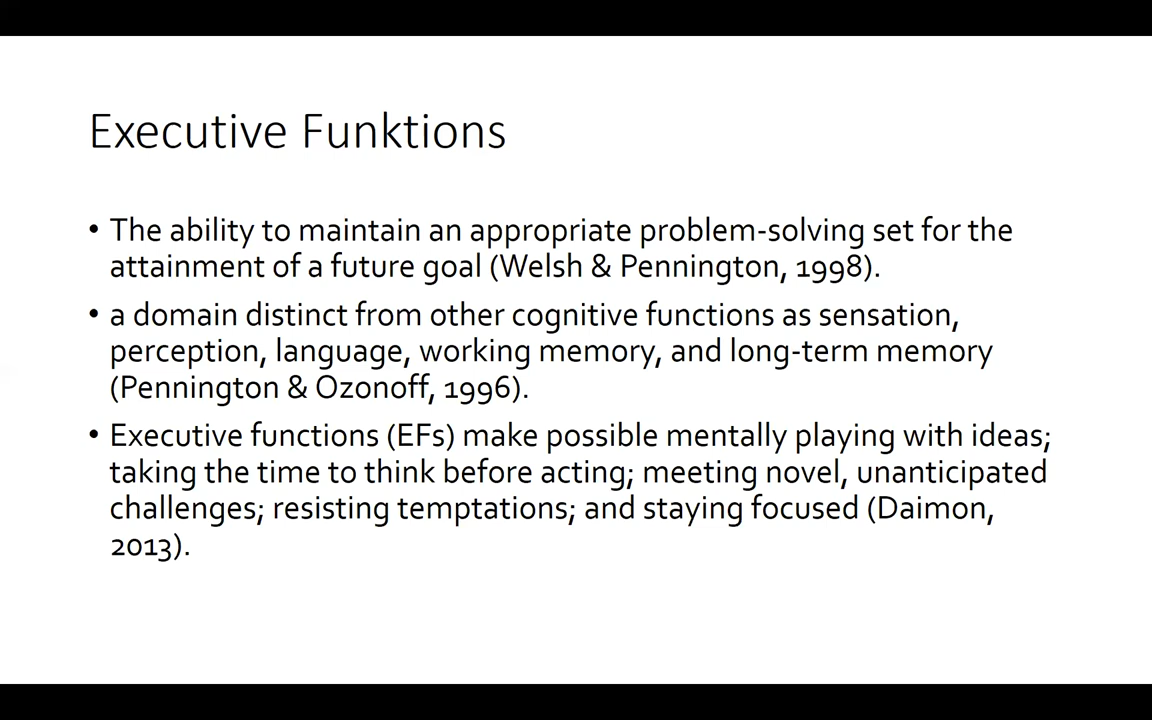 Executive Funktions
• The ability to maintain an appropriate problem-solving set for the
attainment of a future goal (Welsh & Pennington, 1998).
• a domain distinct from other cognitive functions as sensation,
perception, language, working memory, and long-term memory
(Pennington & Ozonoff, 1996).
• Executive functions (EFs) make possible mentally playing with ideas;
taking the time to think before acting; meeting novel, unanticipated
challenges; resisting temptations; and staying focused (Daimon,
2013).